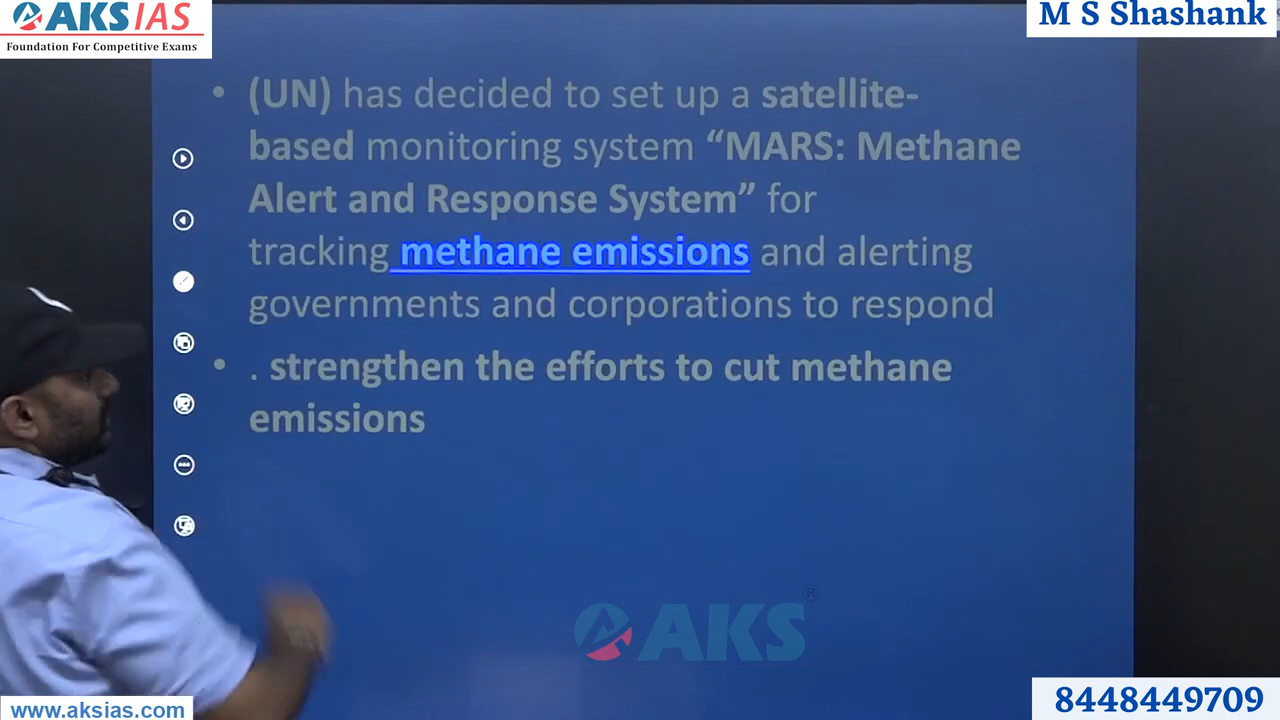 AKS IAS
Foundation For Competitive Exams
M S Shashank
• (UN) has decided to set up a satellite-
based monitoring system “MARS: Methane
Alert and Response System” for
tracking methane emissions and alerting
governments and corporations to respond
• . strengthen the efforts to cut methane
emissions
AKS®
www.aksias.com
8448449709